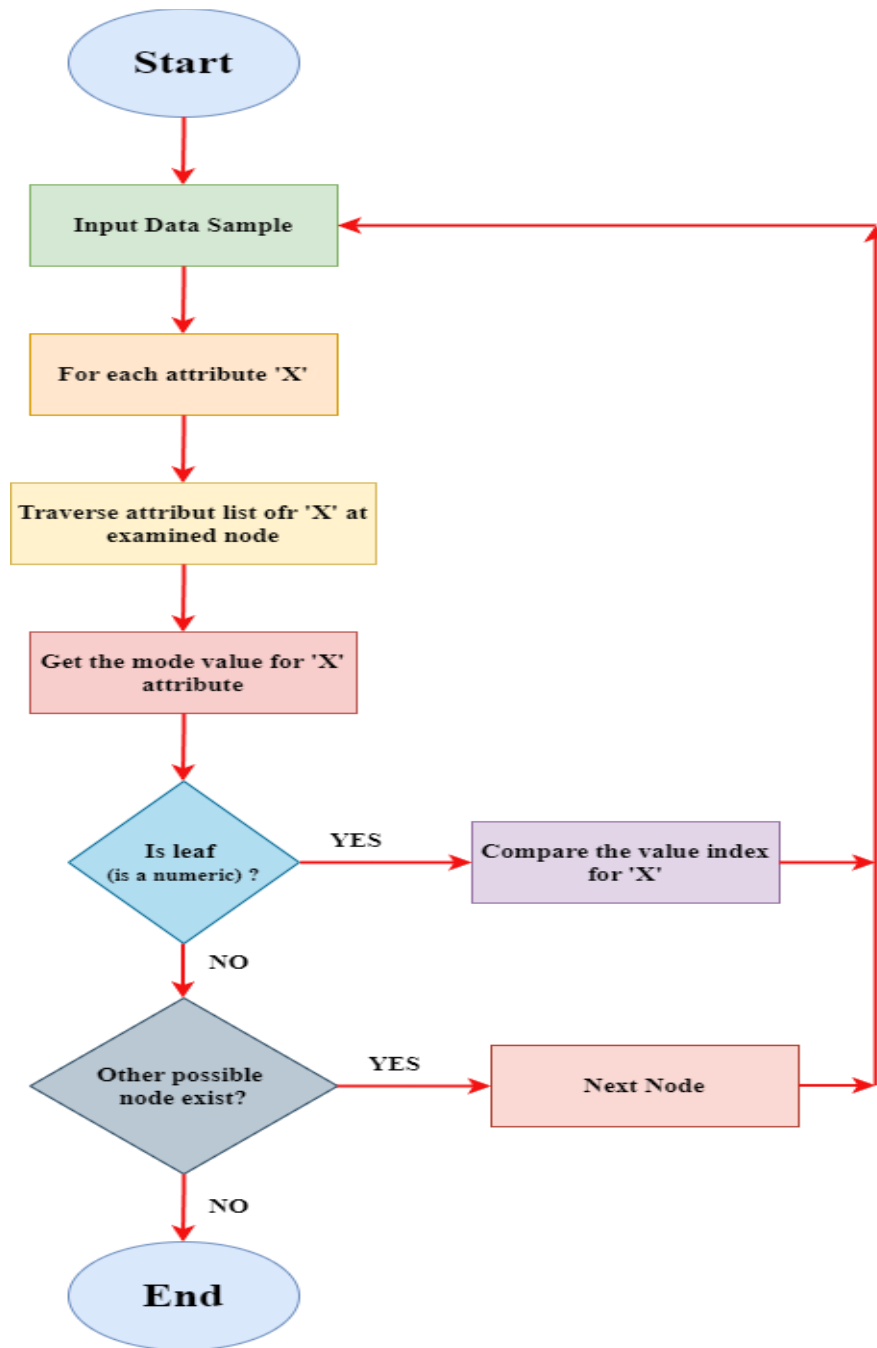 Start
Input Data Sample
For each attribute 'X'
Traverse attribut list ofr 'X' at
examined node
Get the mode value for 'X'
attribute
Is leaf
(is a numeric) ?
YES
Compare the value index
for 'X'
NO
Other possible
node exist?
YES
Next Node
NO
End